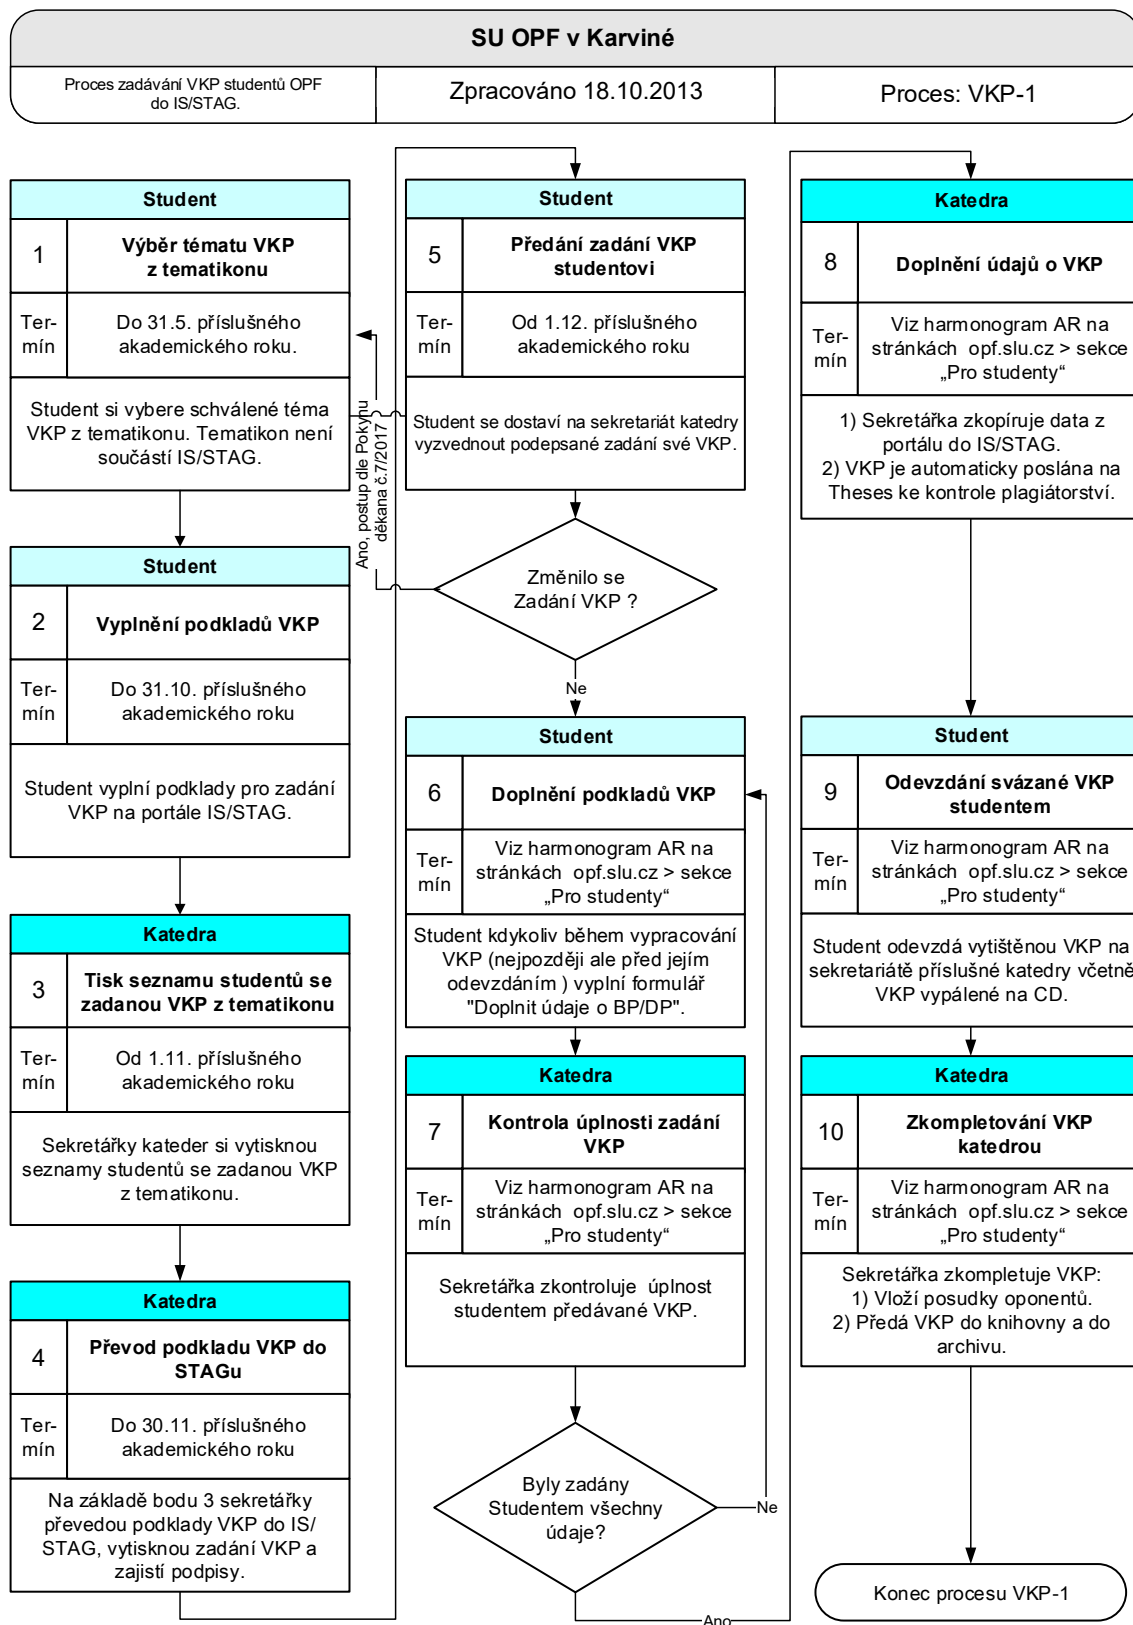 SU OPF v Karviné
Proces zadávání VKP studentů OPF
do IS/STAG.
Zpracováno 18.10.2013
Proces: VKP-1
Student
1
Výběr tématu VKP
z tematikonu
Ter-
mín
Do 31.5. příslušného
akademického roku.
Student si vybere schválené téma
VKP z tematikonu. Tematikon není
součástí IS/STAG.
Student
2
Vyplnění podkladů VKP
Ter-
mín
Do 31.10. příslušného
akademického roku
Student vyplní podklady pro zadání
VKP na portále IS/STAG.
Katedra
3
Tisk seznamu studentů se
zadanou VKP z tematikonu
Ter-
mín
Od 1.11. příslušného
akademického roku
Sekretářky kateder si vytisknou
seznamy studentů se zadanou VKP
z tematikonu.
Katedra
4
Převod podkladu VKP do
STAGu
Ter-
mín
Do 30.11. příslušného
akademického roku
Na základě bodu 3 sekretářky
převedou podklady VKP do IS/
STAG, vytisknou zadání VKP a
zajistí podpisy.
Student
5
Předání zadání VKP
studentovi
Ter-
mín
Od 1.12. příslušného
akademického roku
Student se dostaví na sekretariát katedry
vyzvednout podepsané zadání své VKP.
Změnilo se
Zadání VKP ?
Ano, postup dle Pokynu
děkana č.7/2017
Ne
Student
6
Doplnění podkladů VKP
Ter-
mín
Viz harmonogram AR na
stránkách opf.slu.cz > sekce
„Pro studenty“
Student kdykoliv během vypracování
VKP (nejpozději ale před jejím
odevzdáním ) vyplní formulář
"Doplnit údaje o BP/DP".
Katedra
7
Kontrola úplnosti zadání
VKP
Ter-
mín
Viz harmonogram AR na
stránkách opf.slu.cz > sekce
„Pro studenty“
Sekretářka zkontroluje úplnost
studentem předávané VKP.
Byly zadány
Studentem všechny
údaje?
Ne
Ano
Katedra
8
Doplnění údajů o VKP
Ter-
mín
Viz harmonogram AR na
stránkách opf.slu.cz > sekce
„Pro studenty“
1) Sekretářka zkopíruje data z
portálu do IS/STAG.
2) VKP je automaticky poslána na
Theses ke kontrole plagiátorství.
Student
9
Odevzdání svázané VKP
studentem
Ter-
mín
Viz harmonogram AR na
stránkách opf.slu.cz > sekce
„Pro studenty“
Student odevzdá vytištěnou VKP na
sekretariátě příslušné katedry včetně
VKP vypálené na CD.
Katedra
10
Zkompletování VKP
katedrou
Ter-
mín
Viz harmonogram AR na
stránkách opf.slu.cz > sekce
„Pro studenty“
Sekretářka zkompletuje VKP:
1) Vloží posudky oponentů.
2) Předá VKP do knihovny a do
archivu.
Konec procesu VKP-1